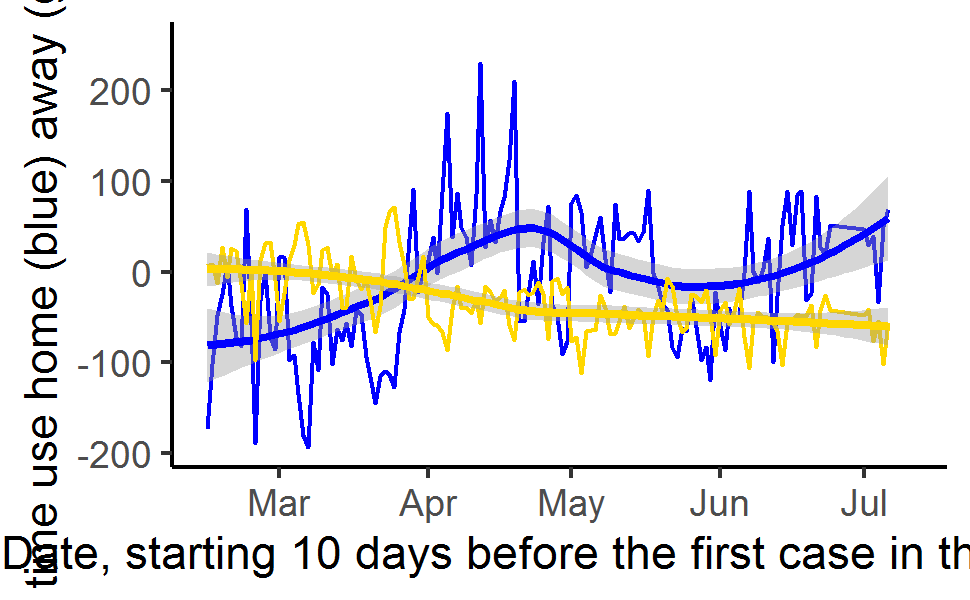 time use home (blue) away (g
200
100
0
-100
-200
Mar Apr May Jun Jul
Date, starting 10 days before the first case in th